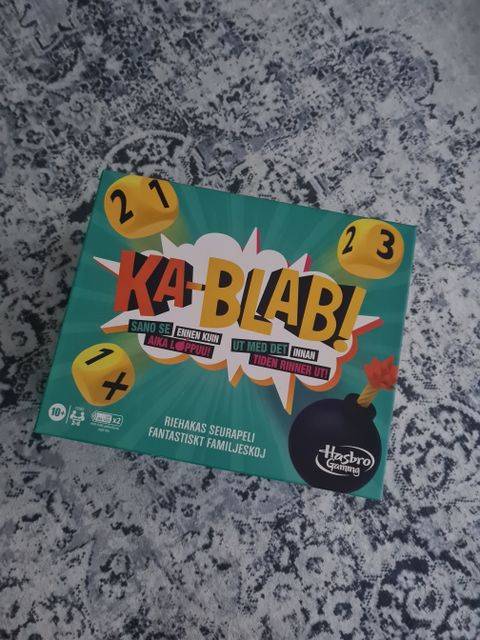 2 1
2 3
KA-BLAB!
SANO SE ENNEN KUIN
AIKA LOPPUU!
UT MED DET INNAN
TIDEN RINNER UT!
1 +
10+
x2
RIEHAKAS SEURAPELI
FANTASTISKT FAMILJESKOJ
Hasbro
Gaming